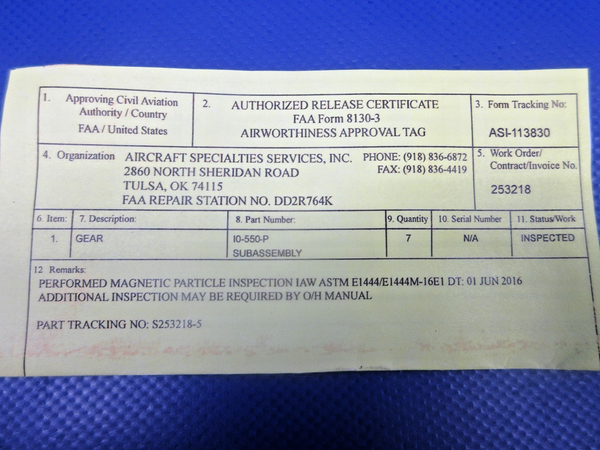 1. Approving Civil Aviation Authority / Country
FAA / United States
2. AUTHORIZED RELEASE CERTIFICATE
FAA Form 8130-3
AIRWORTHINESS APPROVAL TAG
3. Form Tracking No:
ASI-113830
4. Organization AIRCRAFT SPECIALTIES SERVICES, INC. PHONE: (918) 836-6872
2860 NORTH SHERIDAN ROAD FAX: (918) 836-4419
TULSA, OK 74115
FAA REPAIR STATION NO. DD2R764K
5. Work Order/
Contract/Invoice No.
253218
6. Item: 7. Description: 8. Part Number: 9. Quantity 10. Serial Number 11. Status/Work
1. GEAR I0-550-P 7 N/A INSPECTED
SUBASSEMBLY
12 Remarks:
PERFORMED MAGNETIC PARTICLE INSPECTION IAW ASTM E1444/E1444M-16E1 DT: 01 JUN 2016
ADDITIONAL INSPECTION MAY BE REQUIRED BY O/H MANUAL
PART TRACKING NO: S253218-5